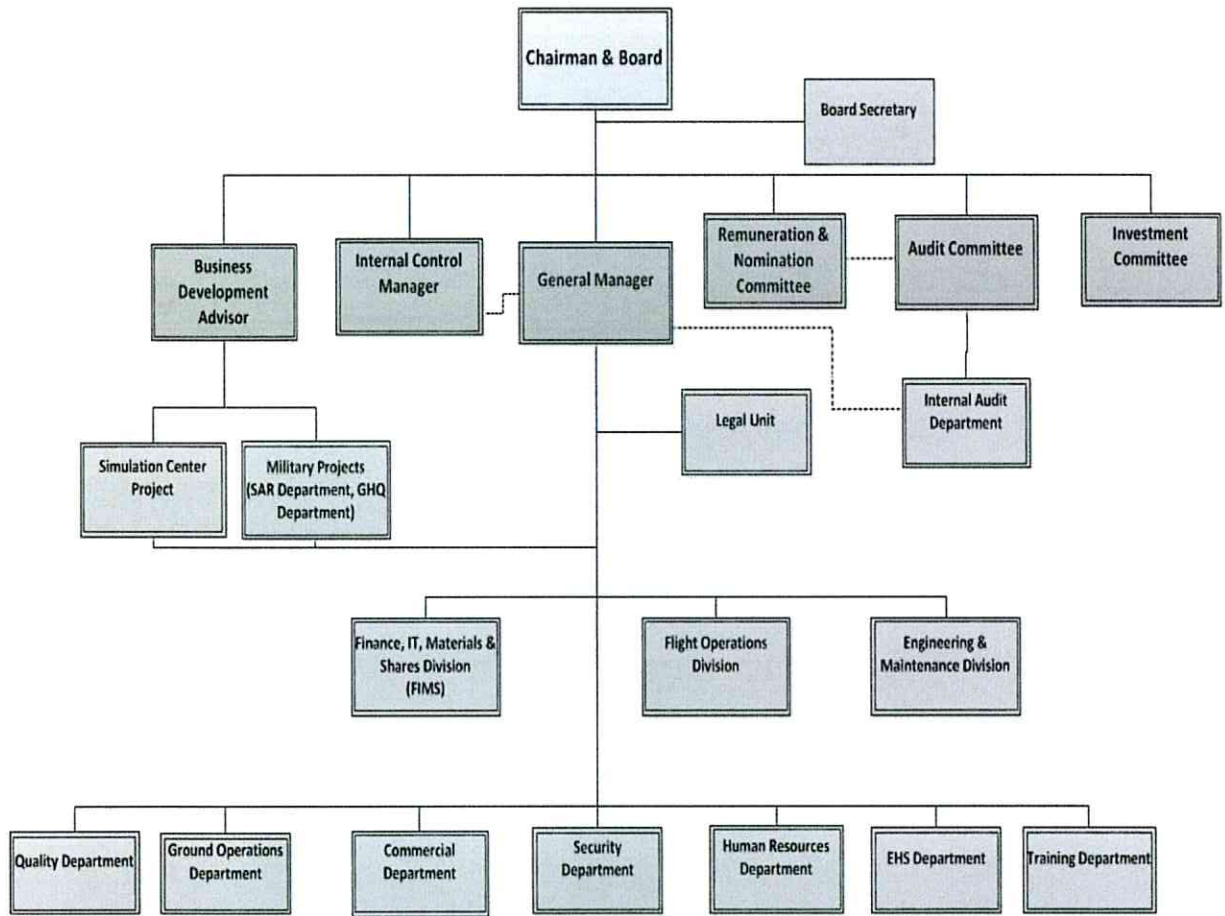 Chairman & Board
Board Secretary
Business
Development
Advisor
Internal Control
Manager
General Manager
Remuneration &
Nomination
Committee
Audit Committee
Investment
Committee
Legal Unit
Internal Audit
Department
Simulation Center
Project
Military Projects
(SAR Department, GHQ
Department)
Finance, IT, Materials &
Shares Division
(FIMS)
Flight Operations
Division
Engineering &
Maintenance Division
Quality Department
Ground Operations
Department
Commercial
Department
Security
Department
Human Resources
Department
EHS Department
Training Department